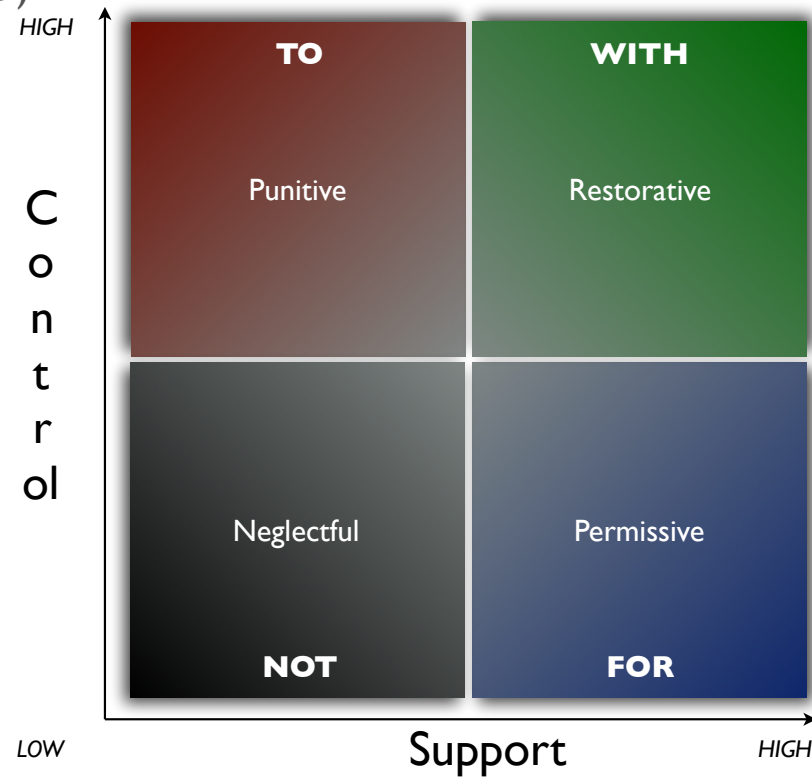 )
HIGH
TO
WITH
Punitive
Restorative
C
o
n
t
r
ol
Neglectful
Permissive
NOT
FOR
LOW
Support
HIGH